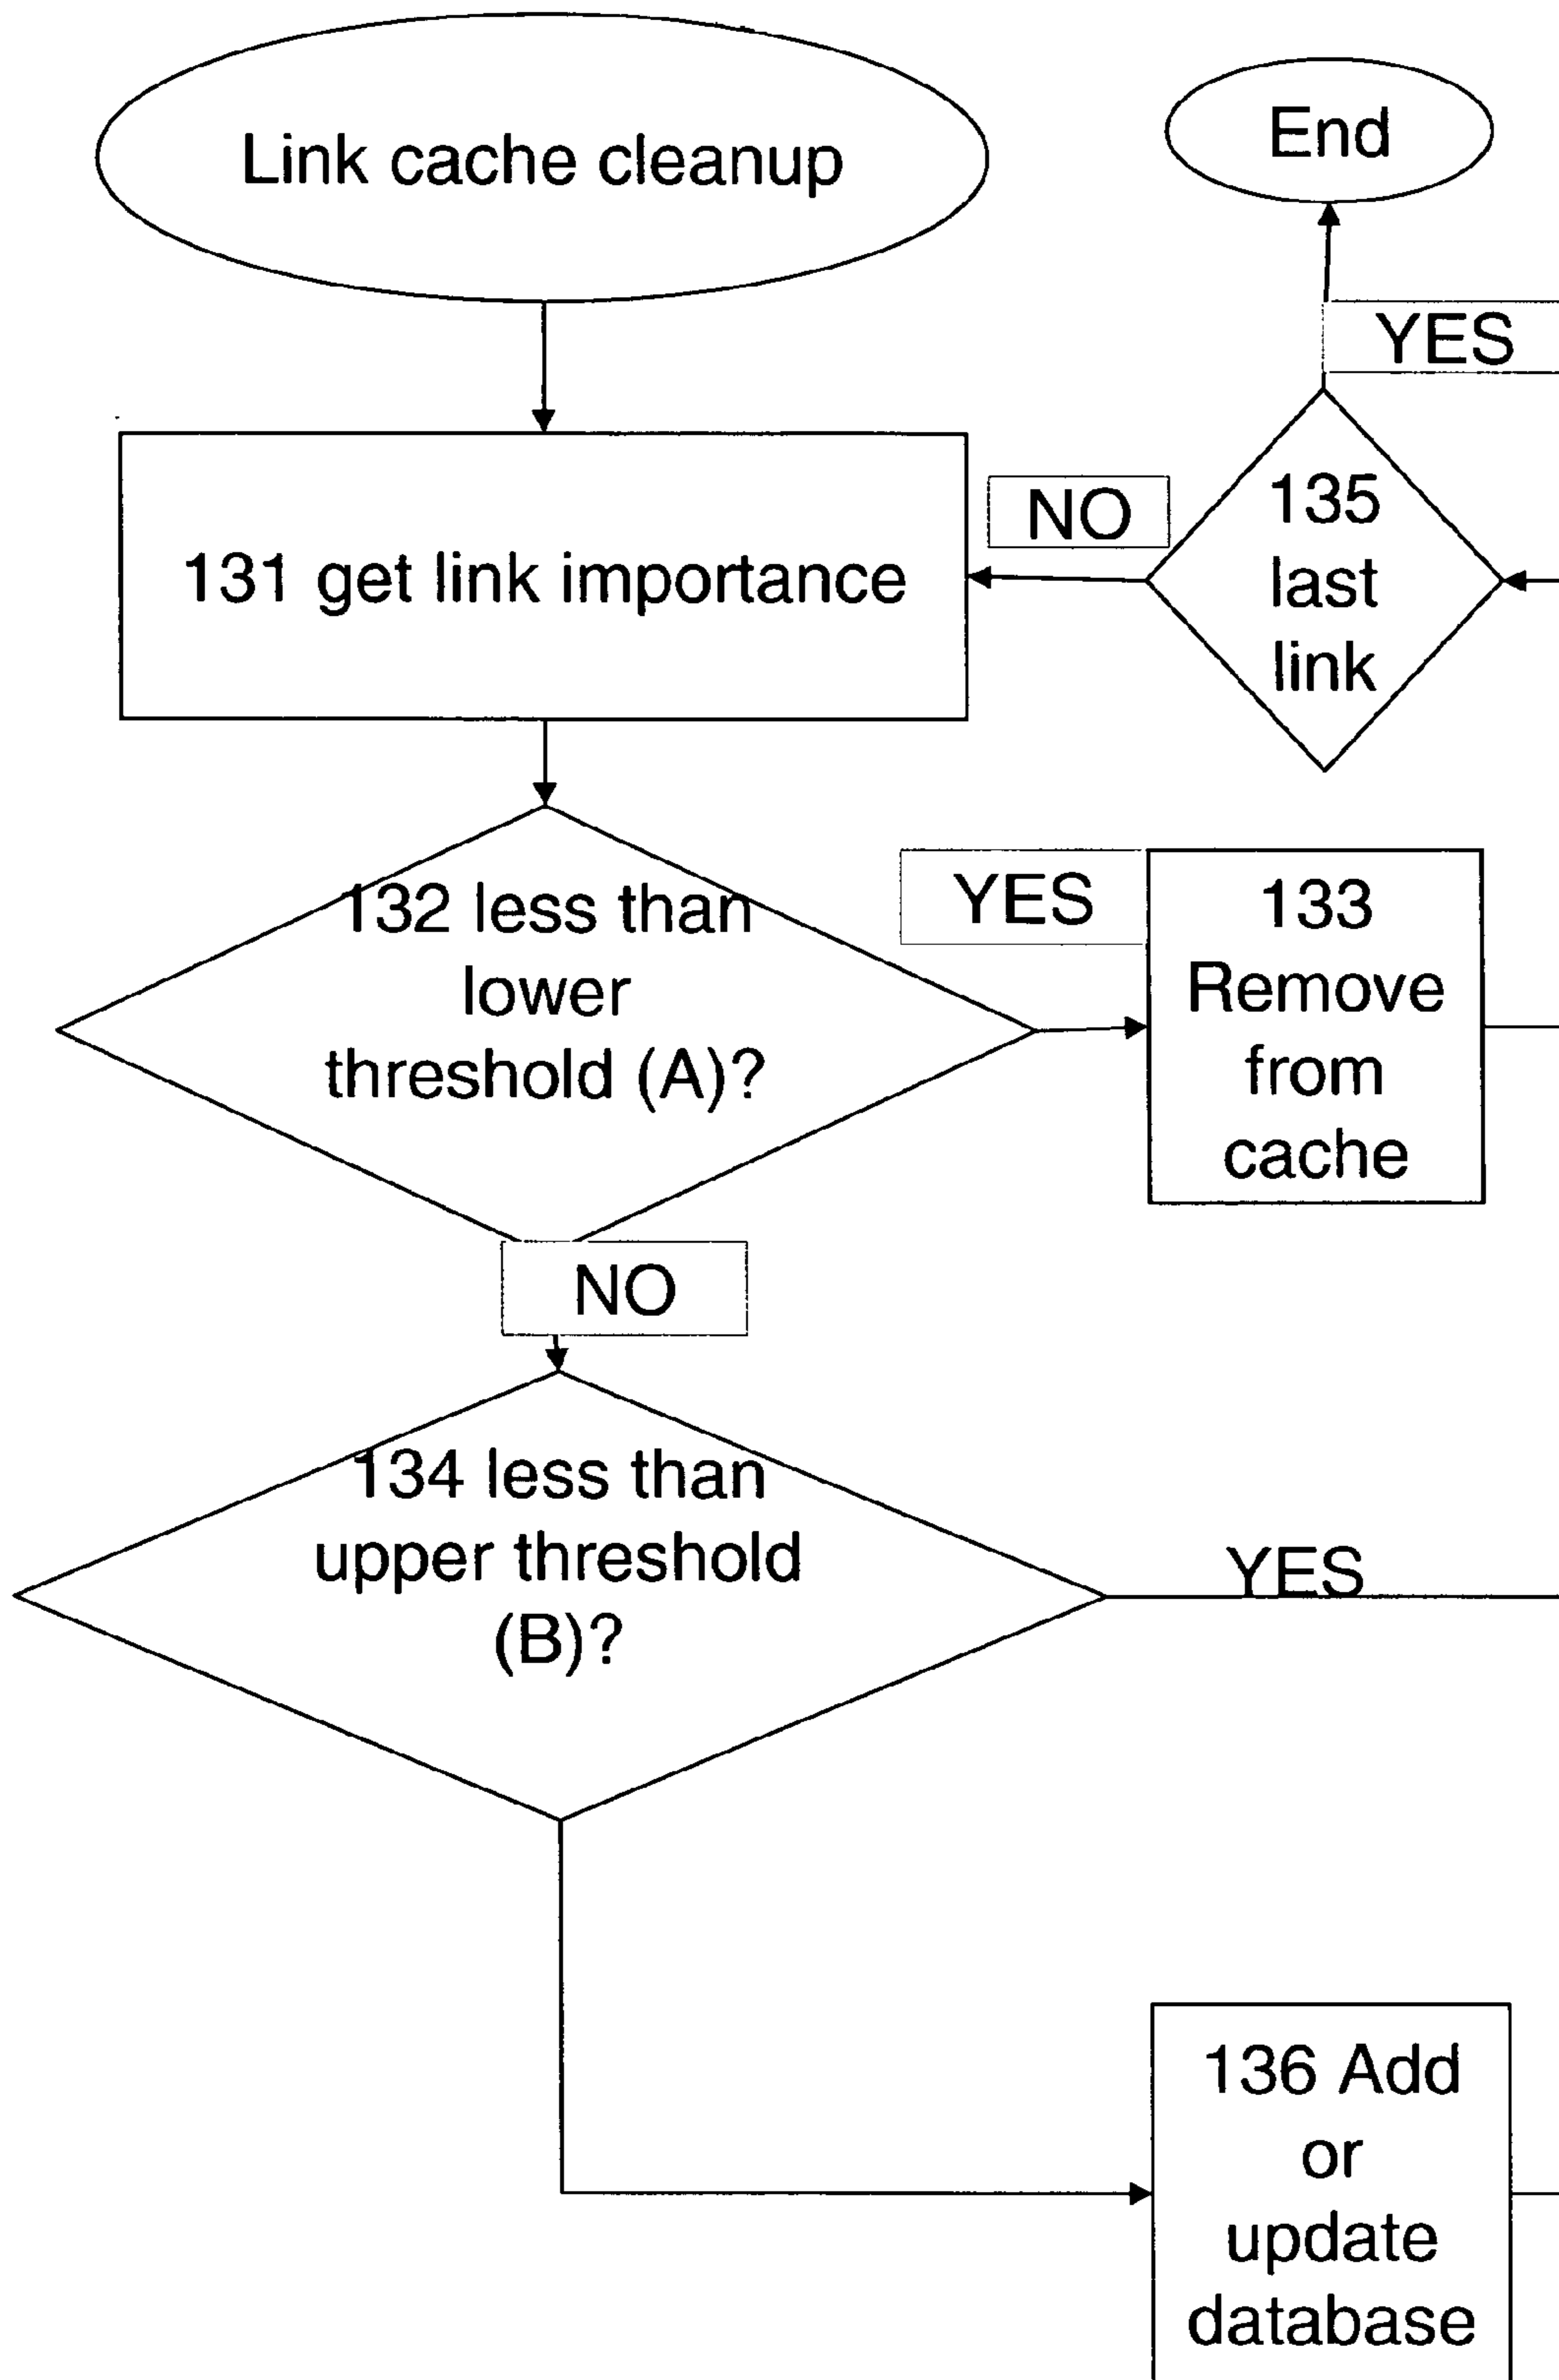 Link cache cleanup
End
YES
NO
131 get link importance
135
last
link
132 less than
lower
threshold (A)?
YES
133
Remove
from
cache
NO
134 less than
upper threshold
(B)?
YES
136 Add
or
update
database